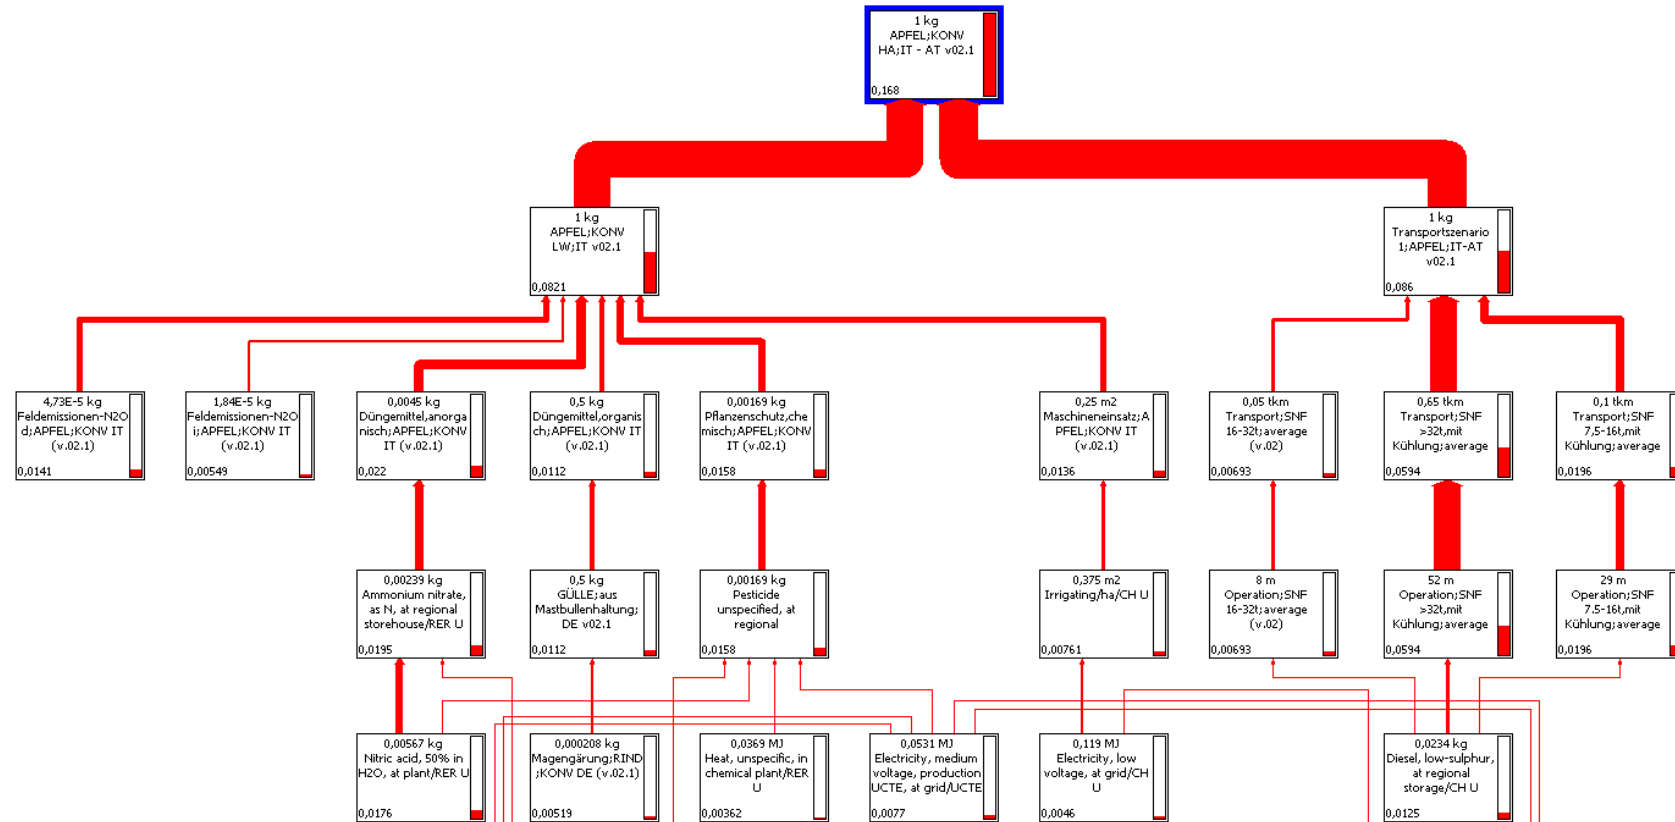 1 kg
APFEL;KONV
HA;IT - AT v02.1
0,168
1 kg
APFEL;KONV
LW;IT v02.1
0,0821
1 kg
Transportszenario
1;APFEL;IT-AT
v02.1
0,086
4,73E-5 kg
Feldemissionen-N2O
d;APFEL;KONV IT
(v.02.1)
0,0141
1,84E-5 kg
Feldemissionen-N2O
i;APFEL;KONV IT
(v.02.1)
0,00549
0,0045 kg
Düngemittel,anorga
nisch;APFEL;KONV
IT (v.02.1)
0,022
0,5 kg
Düngemittel,organis
ch;APFEL;KONV IT
(v.02.1)
0,0112
0,00169 kg
Pflanzenschutz,che
misch;APFEL;KONV
IT (v.02.1)
0,0158
0,25 m2
Maschineneinsatz;A
PFEL;KONV IT
(v.02.1)
0,0136
0,05 tkm
Transport;SNF
16-32t;average
(v.02)
0,00693
0,65 tkm
Transport;SNF
>32t,mit
Kühlung;average
0,0594
0,1 tkm
Transport;SNF
7,5-16t,mit
Kühlung;average
0,0196
0,00239 kg
Ammonium nitrate,
as N, at regional
storehouse/RER U
0,0195
0,5 kg
GÜLLE;aus
Mastbullenhaltung;
DE v02.1
0,0112
0,00169 kg
Pesticide
unspecified, at
regional
0,0158
0,375 m2
Irrigating/ha/CH U
0,00761
8 m
Operation;SNF
16-32t;average
(v.02)
0,00693
52 m
Operation;SNF
>32t,mit
Kühlung;average
0,0594
29 m
Operation;SNF
7.5-16t,mit
Kühlung;average
0,0196
0,00567 kg
Nitric acid, 50% in
H2O, at plant/RER U
0,0176
0,000208 kg
Magengärung;RIND
;KONV DE (v.02.1)
0,00519
0,0369 MJ
Heat, unspecific, in
chemical plant/RER
U
0,00362
0,0531 MJ
Electricity, medium
voltage, production
UCTE, at grid/UCTE
0,0077
0,119 MJ
Electricity, low
voltage, at grid/CH
U
0,0046
0,0234 kg
Diesel, low-sulphur,
at regional
storage/CH U
0,0125